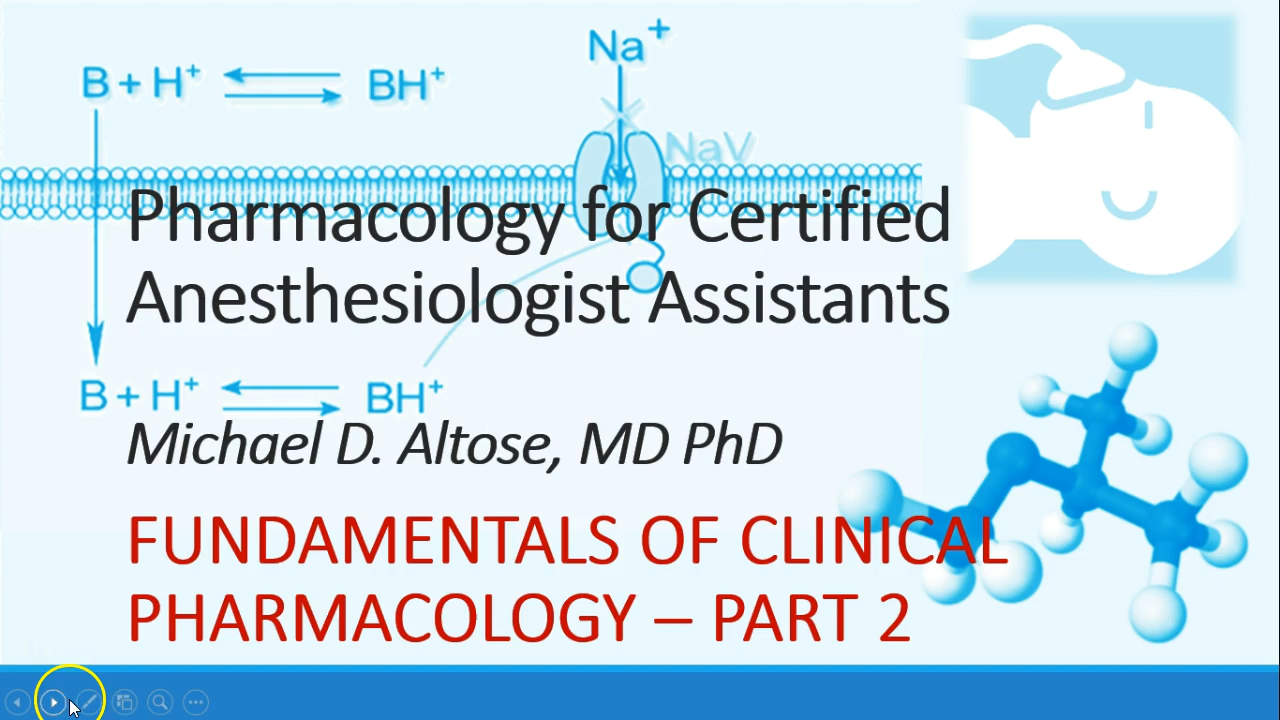 Na⁺
B + H⁺ BH⁺
NaV
Pharmacology for Certified
Anesthesiologist Assistants
B + H⁺ BH⁺
Michael D. Altose, MD PhD
FUNDAMENTALS OF CLINICAL
PHARMACOLOGY – PART 2